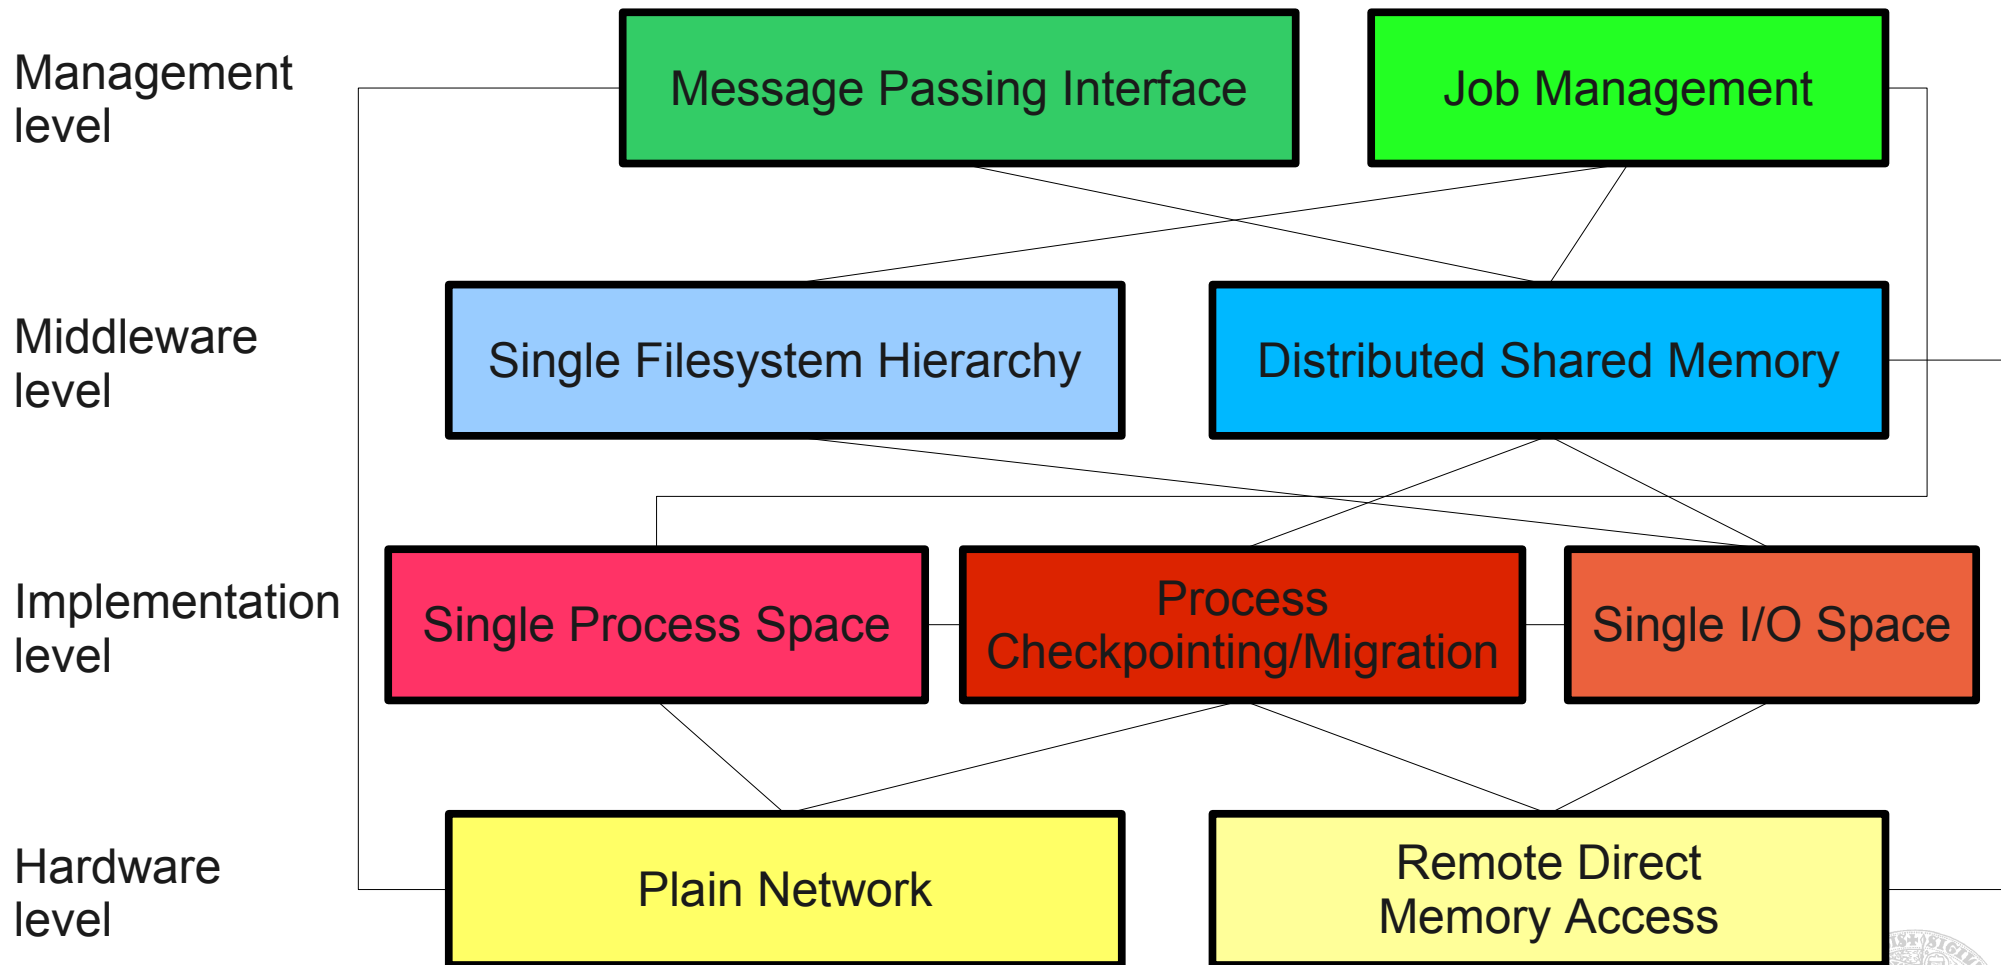 Management
level
Message Passing Interface
Job Management
Middleware
level
Single Filesystem Hierarchy
Distributed Shared Memory
Implementation
level
Single Process Space
Process
Checkpointing/Migration
Single I/O Space
Hardware
level
Plain Network
Remote Direct
Memory Access